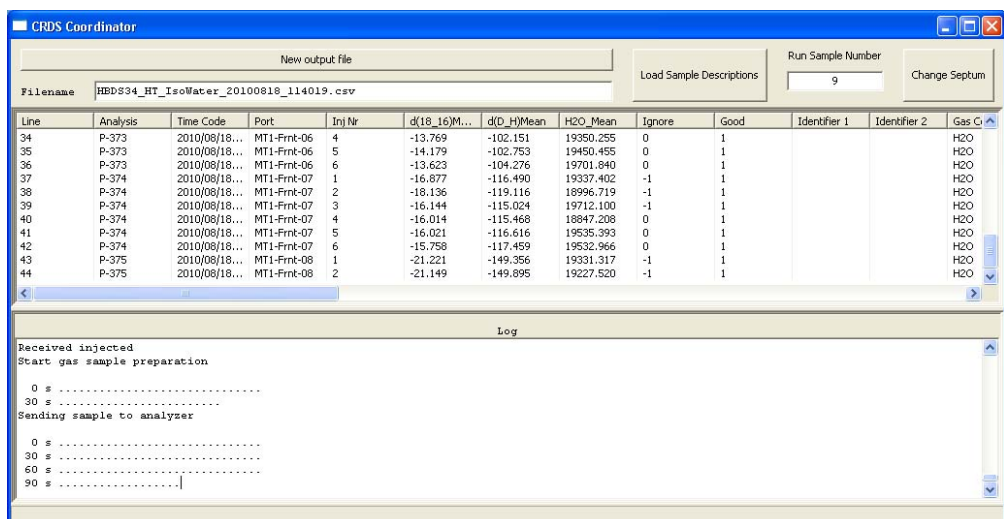 CRDS Coordinator
New output file
Load Sample Descriptions
Run Sample Number
9
Change Septum
Filename HBDS34_HT_IsoWater_20100818_114019.csv
Line Analysis Time Code Port Inj Nr d(18_16)M... d(D_H)Mean H2O_Mean Ignore Good Identifier 1 Identifier 2 Gas C
34 P-373 2010/08/18... MT1-Frnt-06 4 -13.769 -102.151 19350.255 0 1 H2O
35 P-373 2010/08/18... MT1-Frnt-06 5 -14.179 -102.753 19450.455 0 1 H2O
36 P-373 2010/08/18... MT1-Frnt-06 6 -13.623 -104.276 19701.840 0 1 H2O
37 P-374 2010/08/18... MT1-Frnt-07 1 -16.877 -116.490 19337.402 -1 1 H2O
38 P-374 2010/08/18... MT1-Frnt-07 2 -18.136 -119.116 18996.719 -1 1 H2O
39 P-374 2010/08/18... MT1-Frnt-07 3 -16.144 -115.024 19712.100 -1 1 H2O
40 P-374 2010/08/18... MT1-Frnt-07 4 -16.014 -115.468 18847.208 0 1 H2O
41 P-374 2010/08/18... MT1-Frnt-07 5 -16.021 -116.616 19535.393 0 1 H2O
42 P-374 2010/08/18... MT1-Frnt-07 6 -15.758 -117.459 19532.966 0 1 H2O
43 P-375 2010/08/18... MT1-Frnt-08 1 -21.221 -149.356 19331.317 -1 1 H2O
44 P-375 2010/08/18... MT1-Frnt-08 2 -21.149 -149.895 19227.520 -1 1 H2O
Log
Received injected
Start gas sample preparation
0 s ..............................
30 s ........................
Sending sample to analyzer
0 s ..............................
30 s ..............................
60 s ..............................
90 s ..................